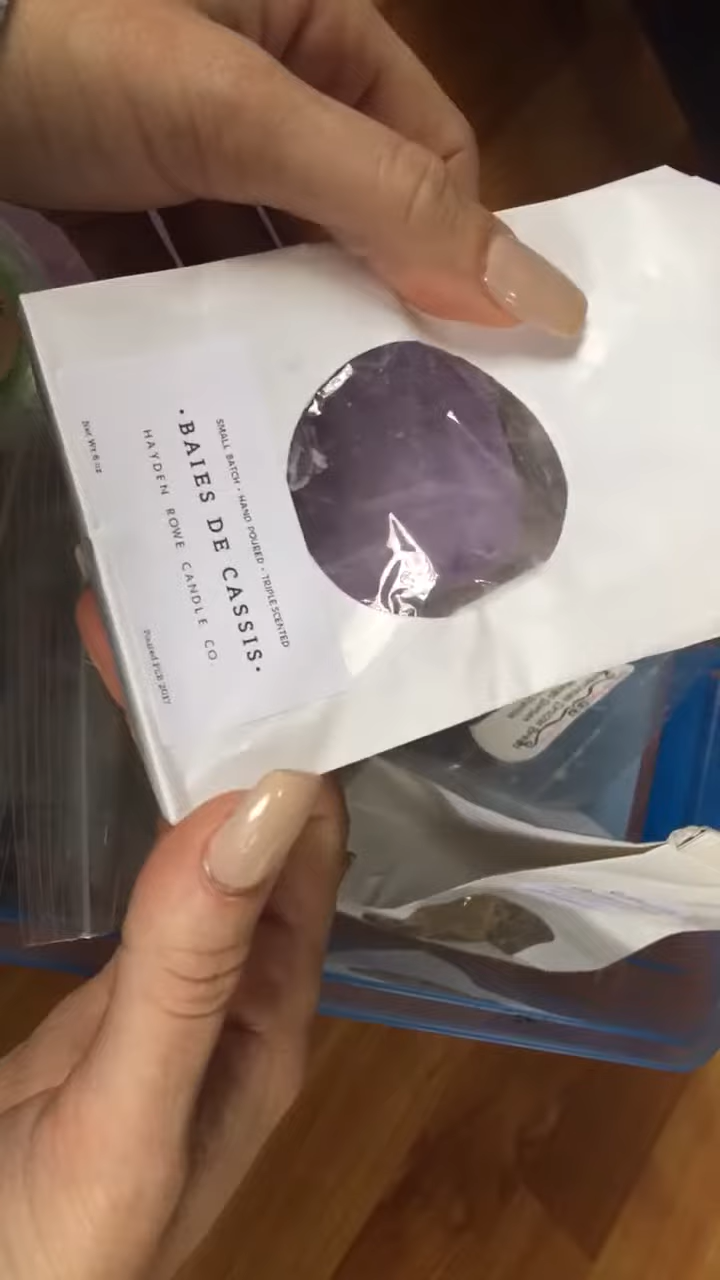 SMALL BATCH • HAND POURED • TRIPLE SCENTED
• BAIES DE CASSIS •
HAYDEN ROWE CANDLE CO.
Net Wt. 6 oz
Poured FEB 2017